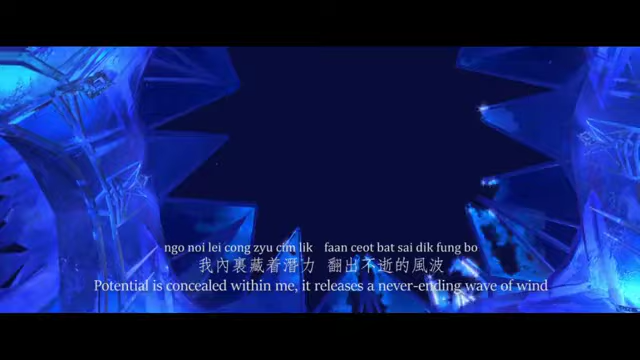 ngo noi lei cong zyu cim lik faan ceot bat sai dik fung bo
我內裏藏着潛力 翻出不逝的風波
Potential is concealed within me, it releases a never-ending wave of wind